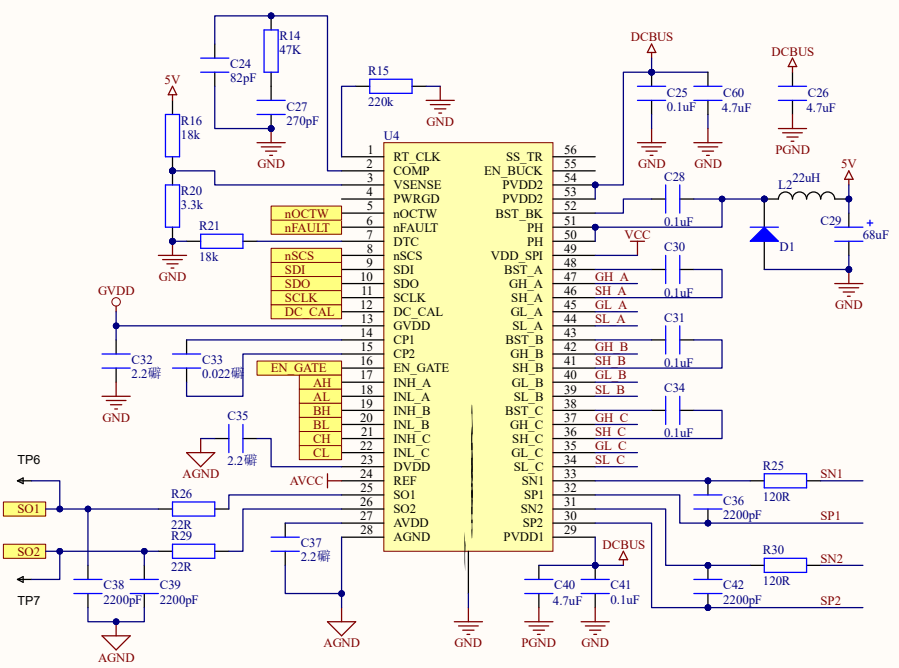 C24
82pF
R14
47K
C27
270pF
GND
R15
220k
GND
5V
R16
18k
R20
3.3k
R21
18k
GND
DCBUS
C25
0.1uF
C60
4.7uF
GND
GND
DCBUS
C26
4.7uF
PGND
U4
1 RT_CLK
2 COMP
3 VSENSE
4 PWRGD
5 nOCTW
6 nFAULT
7 DTC
8 nSCS
9 SDI
10 SDO
11 SCLK
12 DC_CAL
13 GVDD
14 CP1
15 CP2
16 EN_GATE
17 INH_A
18 INL_A
19 INH_B
20 INL_B
21 INH_C
22 INL_C
23 DVDD
24 REF
25 SO1
26 SO2
27 AVDD
28 AGND
SS_TR 56
EN_BUCK 55
PVDD2 54
PVDD2 53
BST_BK 52
PH 51
PH 50
VDD_SPI 49
BST_A 48
GH_A 47
SH_A 46
GL_A 45
SL_A 44
BST_B 43
GH_B 42
SH_B 41
GL_B 40
SL_B 39
BST_C 38
GH_C 37
SH_C 36
GL_C 35
SL_C 34
SN1 33
SP1 32
SN2 31
SP2 30
PVDD1 29
nOCTW
nFAULT
nSCS
SDI
SDO
SCLK
DC_CAL
EN_GATE
AH
AL
BH
BL
CH
CL
GVDD
C32
2.2礴
GND
C33
0.022礴
C35
2.2礴
AGND
AVCC
TP6
SO1
SO2
TP7
R26
22R
R29
22R
C38
2200pF
C39
2200pF
AGND
C37
2.2礴
AGND
GND
C28
0.1uF
L2 22uH
5V
D1
C29
+
68uF
GND
VCC
C30
0.1uF
GH_A
SH_A
GL_A
SL_A
C31
0.1uF
GH_B
SH_B
GL_B
SL_B
C34
0.1uF
GH_C
SH_C
GL_C
SL_C
R25
120R
SN1
C36
2200pF
SP1
R30
120R
SN2
C42
2200pF
SP2
DCBUS
C40
4.7uF
C41
0.1uF
PGND
GND